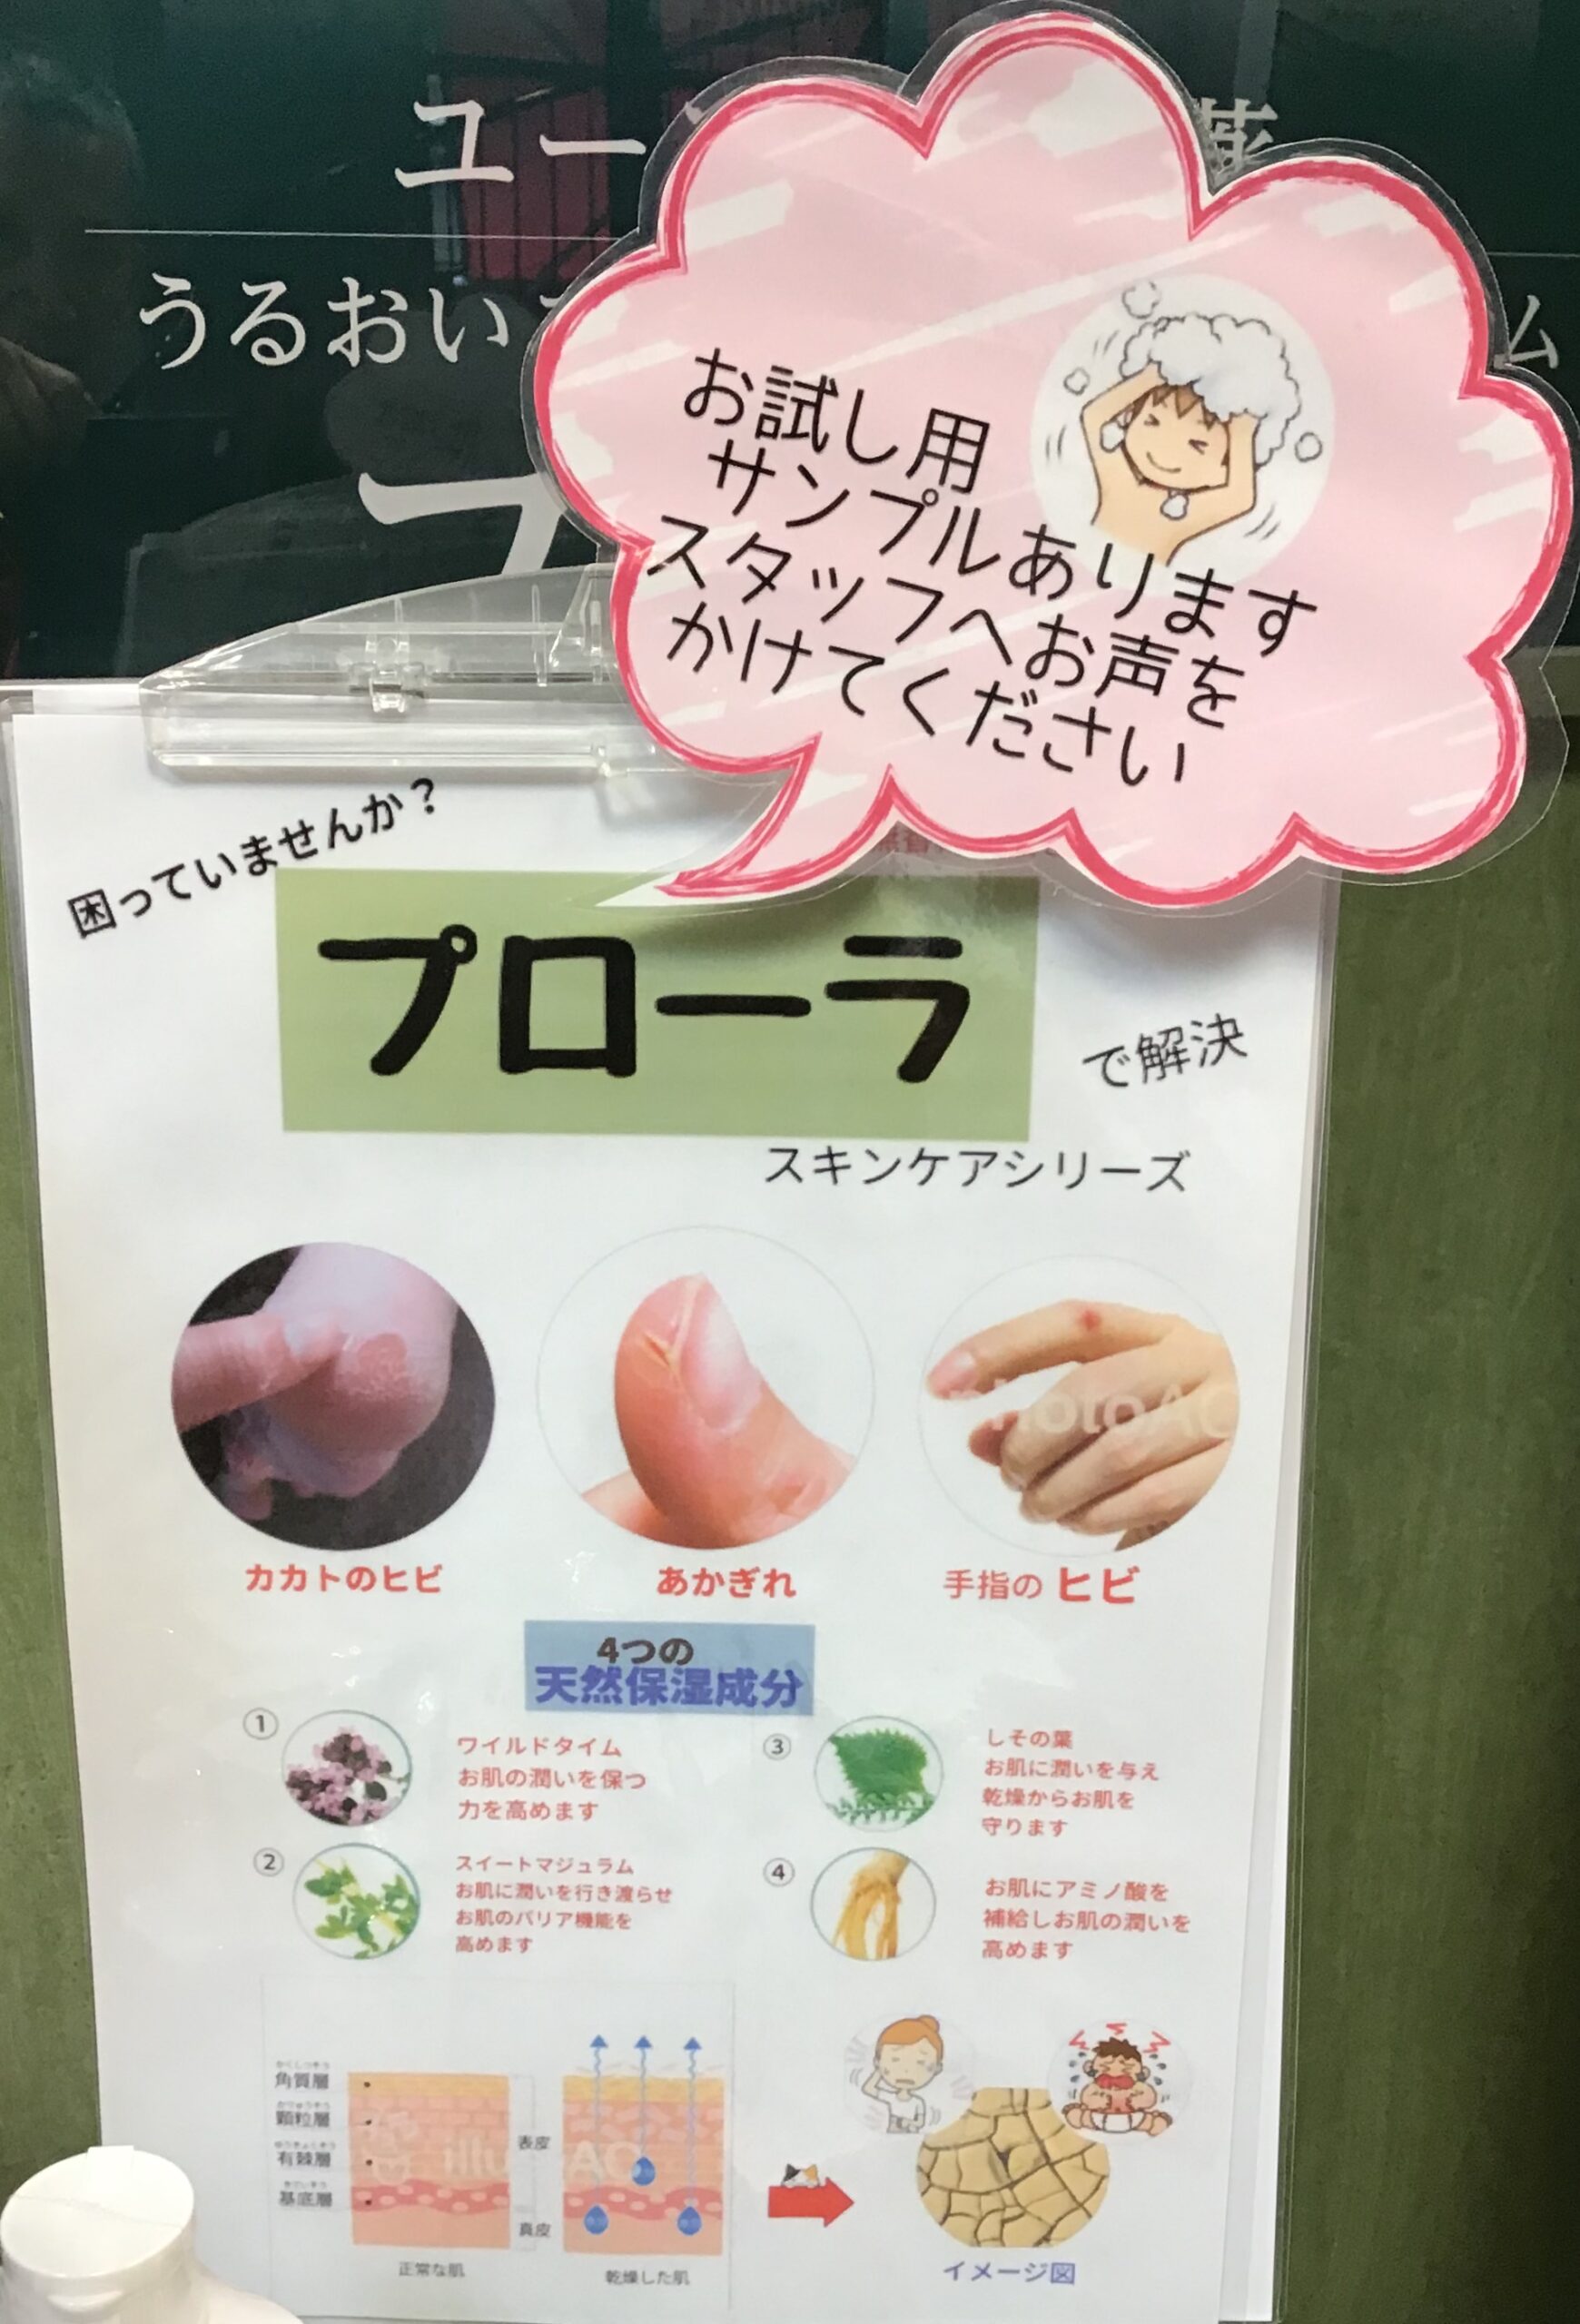 ユー
うるおい
ム
お試し用
サンプルあります
スタッフへお声を
かけてください
困っていませんか？
プローラ
で解決
スキンケアシリーズ
カカトのヒビ
あかぎれ
手指のヒビ
4つの
天然保湿成分
①
ワイルドタイム
お肌の潤いを保つ
力を高めます
②
スイートマジュラム
お肌に潤いを行き渡らせ
お肌のバリア機能を
高めます
③
しその葉
お肌に潤いを与え
乾燥からお肌を
守ります
④
お肌にアミノ酸を
補給しお肌の潤いを
高めます
角質層
顆粒層
有棘層
基底層
表皮
真皮
正常な肌
乾燥した肌
イメージ図